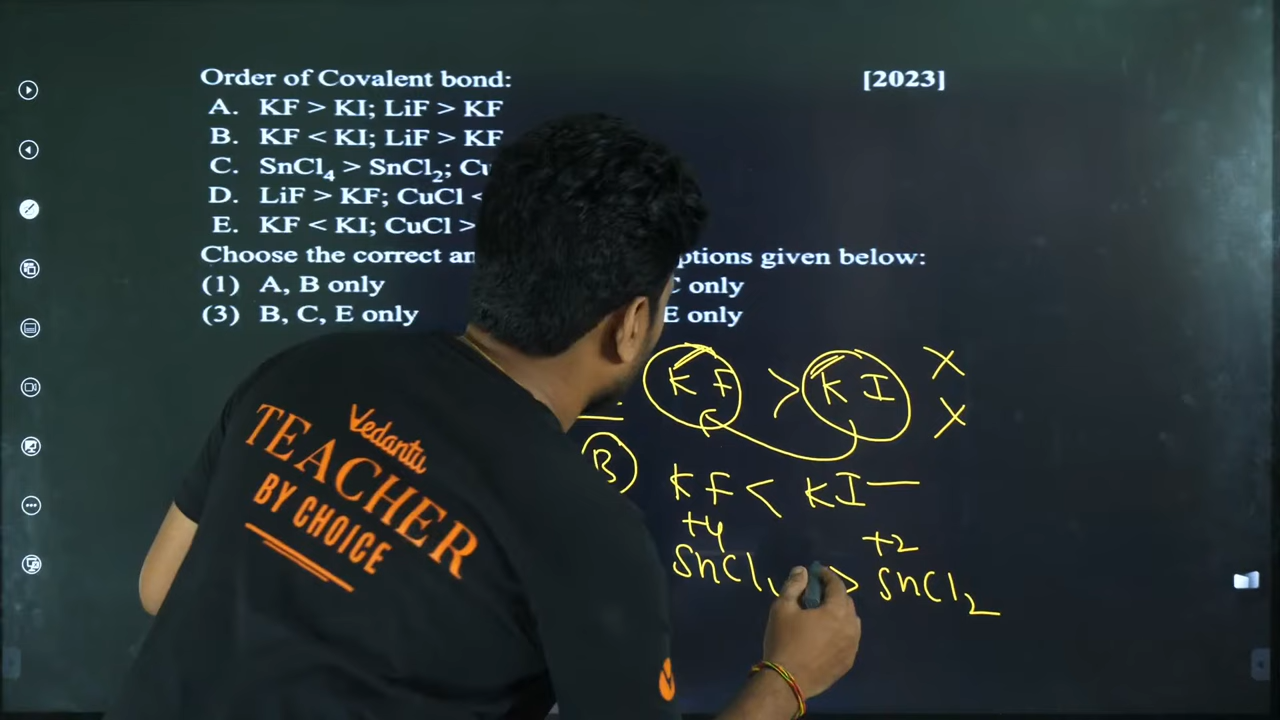 Order of Covalent bond: [2023]
A. KF > KI; LiF > KF
B. KF < KI; LiF > KF
C. SnCl₄ > SnCl₂; Cu
D. LiF > KF; CuCl <
E. KF < KI; CuCl >
Choose the correct an ptions given below:
(1) A, B only C only
(3) B, C, E only E only
KF > KI X
X
B KF < KI
+4 +2
SnCl > SnCl₂
Vedantu
TEACHER
BY CHOICE